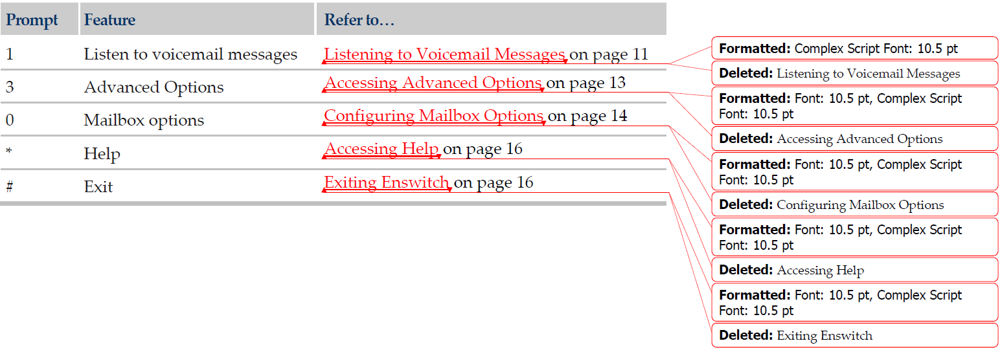 Prompt Feature Refer to…
1 Listen to voicemail messages Listening to Voicemail Messages on page 11
3 Advanced Options Accessing Advanced Options on page 13
0 Mailbox options Configuring Mailbox Options on page 14
* Help Accessing Help on page 16
# Exit Exiting Enswitch on page 16
Formatted: Complex Script Font: 10.5 pt
Deleted: Listening to Voicemail Messages
Formatted: Font: 10.5 pt, Complex Script
Font: 10.5 pt
Deleted: Accessing Advanced Options
Formatted: Font: 10.5 pt, Complex Script
Font: 10.5 pt
Deleted: Configuring Mailbox Options
Formatted: Font: 10.5 pt, Complex Script
Font: 10.5 pt
Deleted: Accessing Help
Formatted: Font: 10.5 pt, Complex Script
Font: 10.5 pt
Deleted: Exiting Enswitch